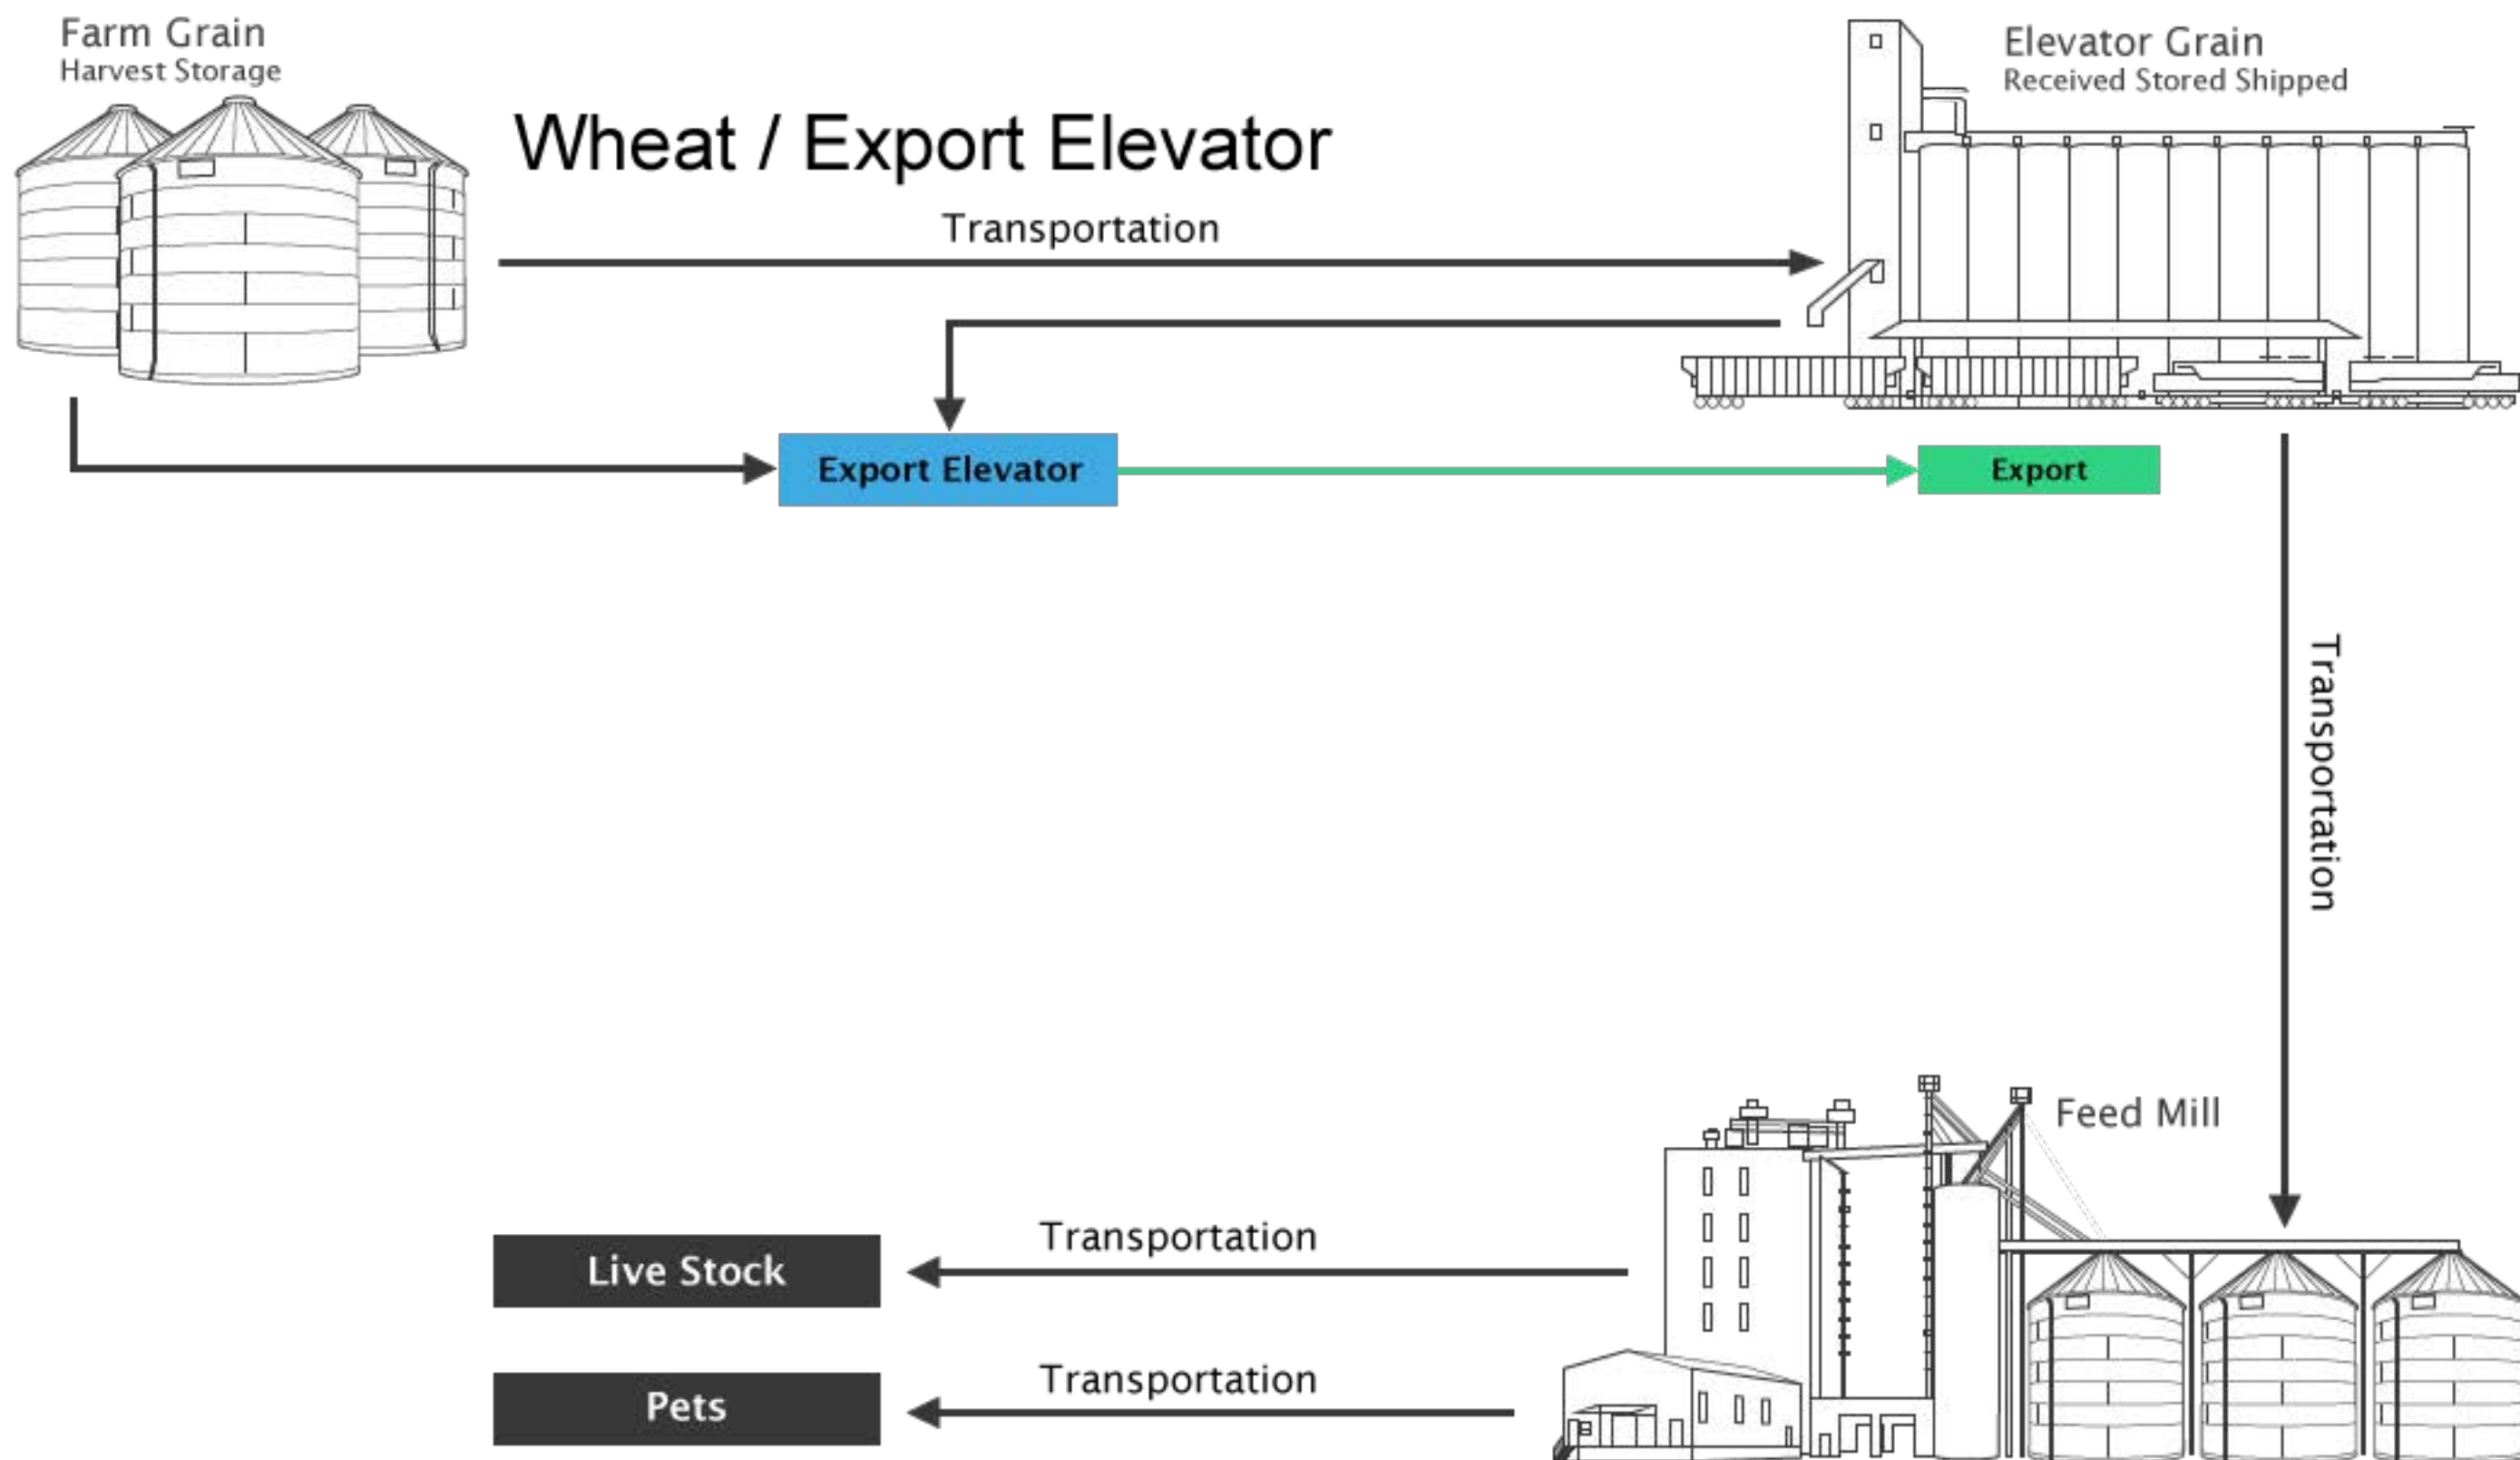 Farm Grain
Harvest Storage
Elevator Grain
Received Stored Shipped
Wheat / Export Elevator
Transportation
Export Elevator
Export
Transportation
Feed Mill
Live Stock
Transportation
Pets
Transportation